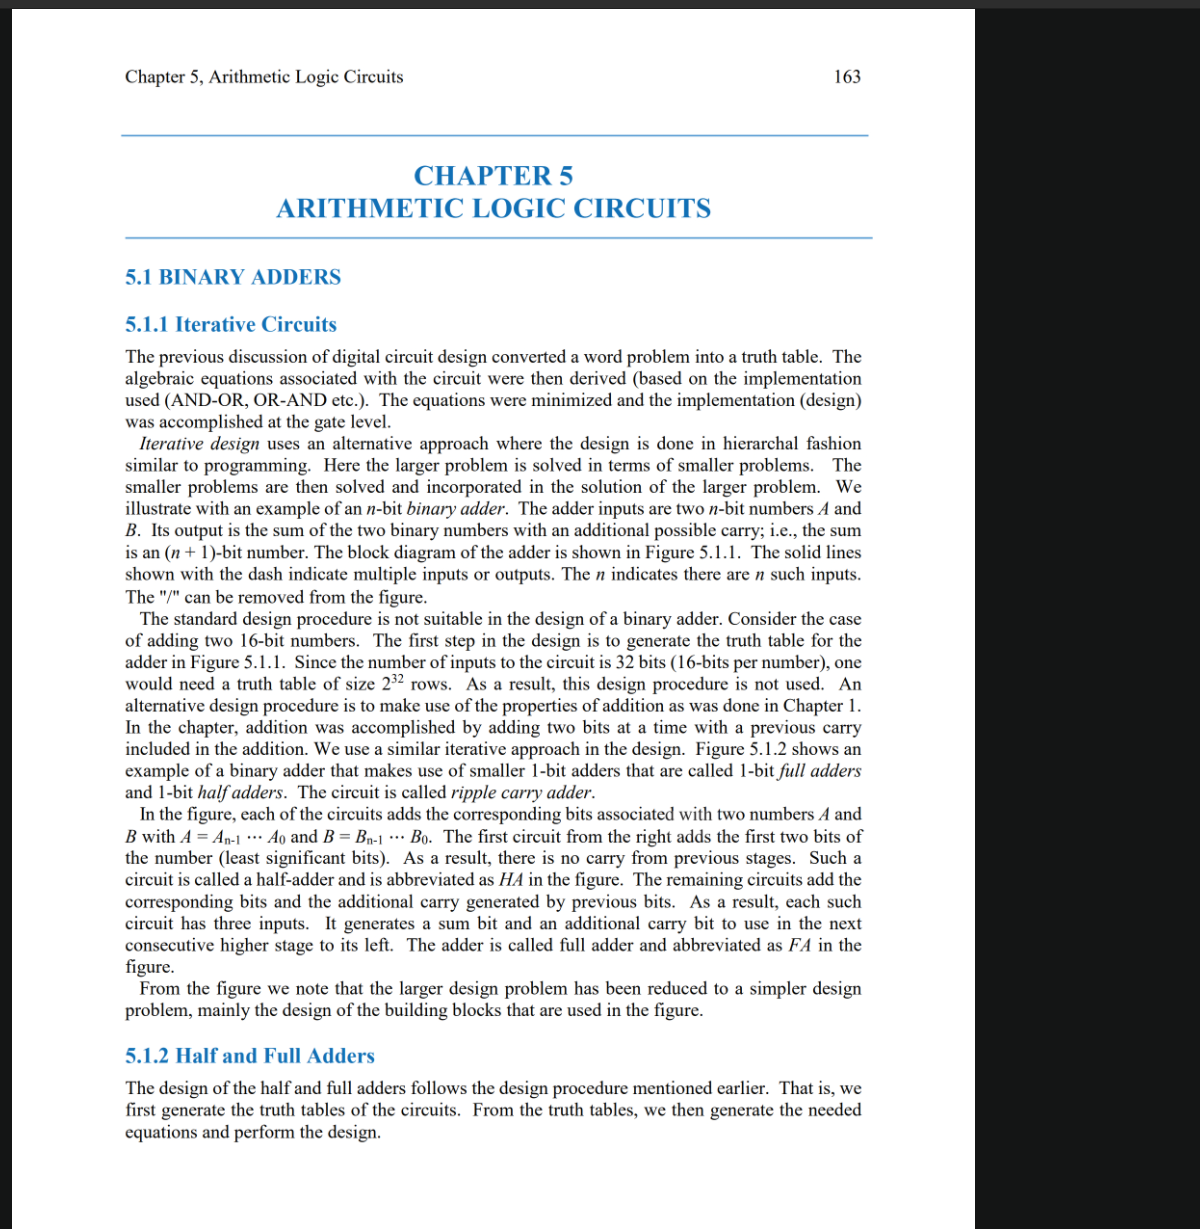 Chapter 5, Arithmetic Logic Circuits 163
CHAPTER 5
ARITHMETIC LOGIC CIRCUITS
5.1 BINARY ADDERS
5.1.1 Iterative Circuits
The previous discussion of digital circuit design converted a word problem into a truth table. The
algebraic equations associated with the circuit were then derived (based on the implementation
used (AND-OR, OR-AND etc.). The equations were minimized and the implementation (design)
was accomplished at the gate level.
Iterative design uses an alternative approach where the design is done in hierarchal fashion
similar to programming. Here the larger problem is solved in terms of smaller problems. The
smaller problems are then solved and incorporated in the solution of the larger problem. We
illustrate with an example of an n-bit binary adder. The adder inputs are two n-bit numbers A and
B. Its output is the sum of the two binary numbers with an additional possible carry; i.e., the sum
is an (n + 1)-bit number. The block diagram of the adder is shown in Figure 5.1.1. The solid lines
shown with the dash indicate multiple inputs or outputs. The n indicates there are n such inputs.
The "/" can be removed from the figure.
The standard design procedure is not suitable in the design of a binary adder. Consider the case
of adding two 16-bit numbers. The first step in the design is to generate the truth table for the
adder in Figure 5.1.1. Since the number of inputs to the circuit is 32 bits (16-bits per number), one
would need a truth table of size 2³² rows. As a result, this design procedure is not used. An
alternative design procedure is to make use of the properties of addition as was done in Chapter 1.
In the chapter, addition was accomplished by adding two bits at a time with a previous carry
included in the addition. We use a similar iterative approach in the design. Figure 5.1.2 shows an
example of a binary adder that makes use of smaller 1-bit adders that are called 1-bit full adders
and 1-bit half adders. The circuit is called ripple carry adder.
In the figure, each of the circuits adds the corresponding bits associated with two numbers A and
B with A = Aₙ₋₁ ⋯ A₀ and B = Bₙ₋₁ ⋯ B₀. The first circuit from the right adds the first two bits of
the number (least significant bits). As a result, there is no carry from previous stages. Such a
circuit is called a half-adder and is abbreviated as HA in the figure. The remaining circuits add the
corresponding bits and the additional carry generated by previous bits. As a result, each such
circuit has three inputs. It generates a sum bit and an additional carry bit to use in the next
consecutive higher stage to its left. The adder is called full adder and abbreviated as FA in the
figure.
From the figure we note that the larger design problem has been reduced to a simpler design
problem, mainly the design of the building blocks that are used in the figure.
5.1.2 Half and Full Adders
The design of the half and full adders follows the design procedure mentioned earlier. That is, we
first generate the truth tables of the circuits. From the truth tables, we then generate the needed
equations and perform the design.